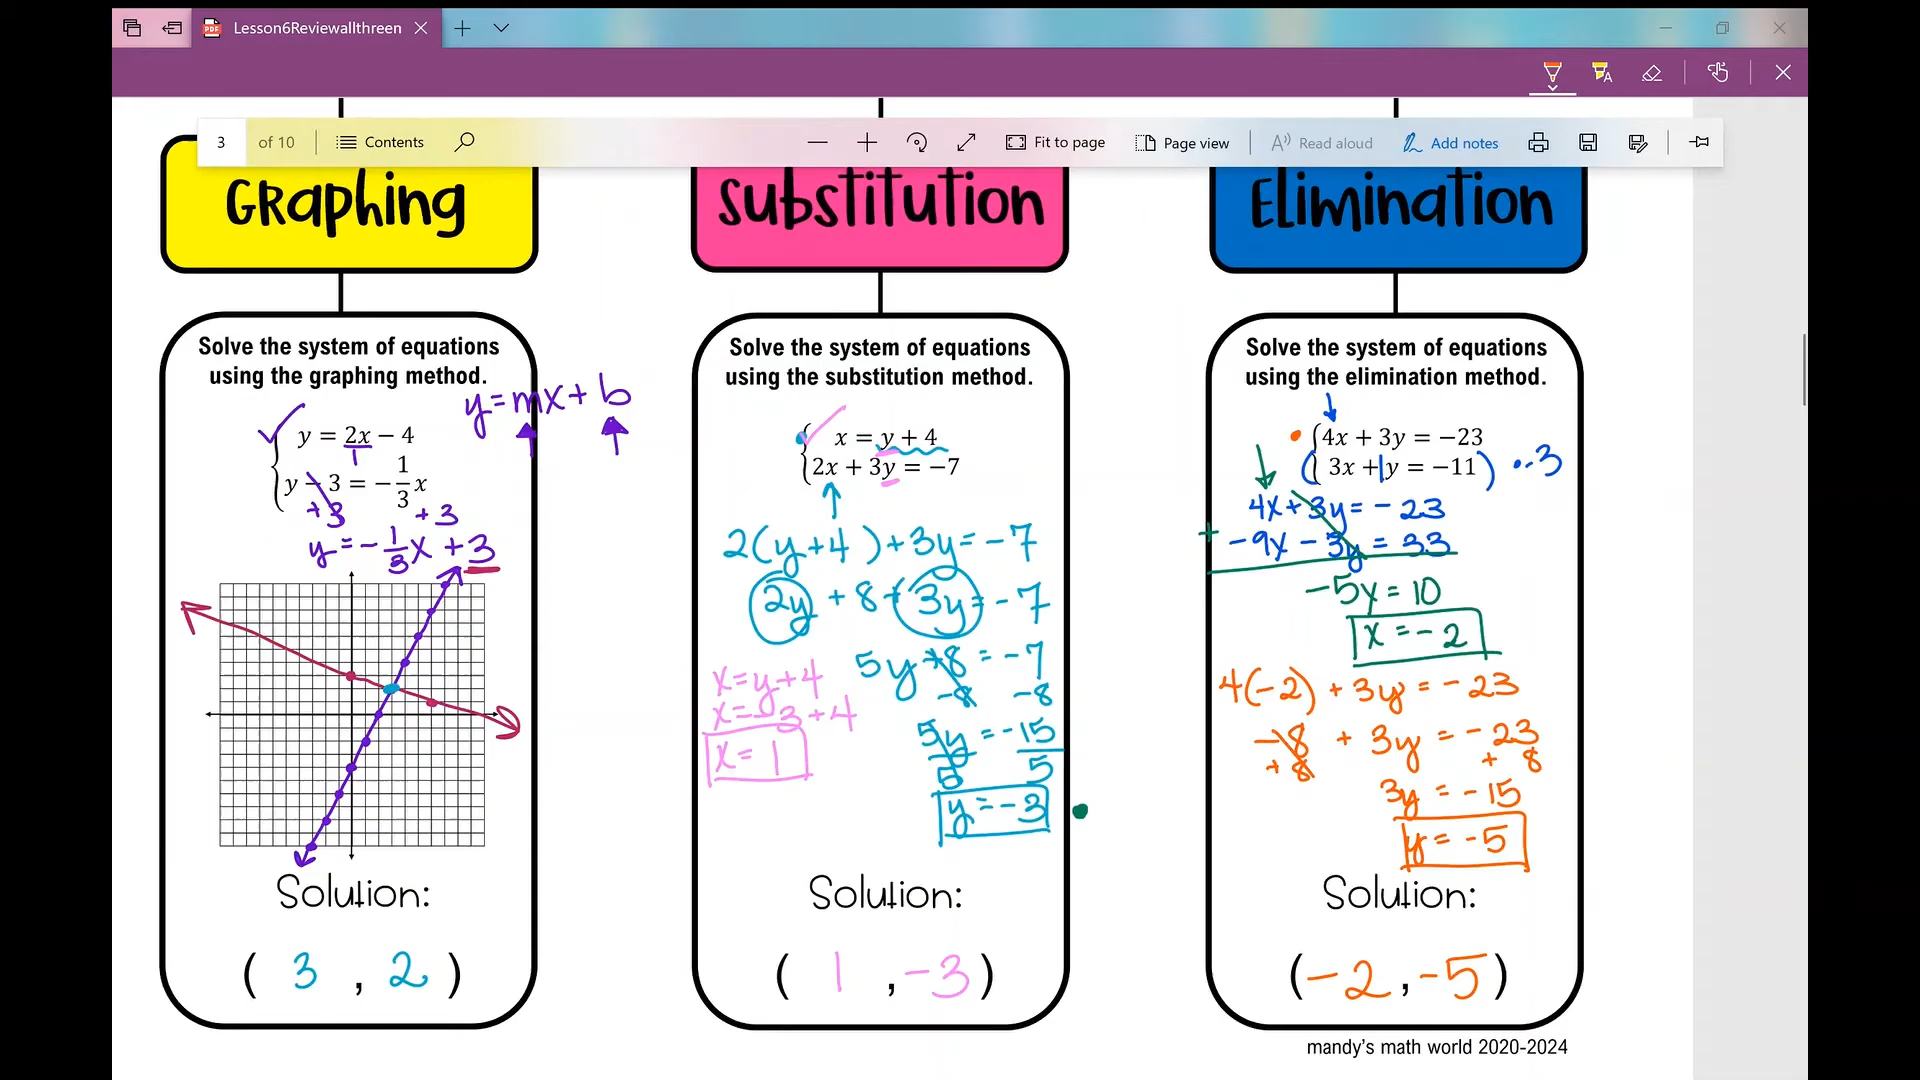 Lesson6Reviewallthreen
3 of 10 Contents Fit to page Page view Read aloud Add notes
Graphing
Solve the system of equations
using the graphing method.
y = mx + b
y = 2x − 4
1
y − 3 = −1/3x
+3 +3
y = −1/3x + 3
Solution:
( 3 , 2 )
Substitution
Solve the system of equations
using the substitution method.
x = y + 4
2x + 3y = −7
2(y+4) + 3y = −7
2y + 8 + 3y = −7
5y + 8 = −7
−8 −8
5y = −15
5 5
y = −3
x = y + 4
x = −3 + 4
x = 1
Solution:
( 1 , −3 )
Elimination
Solve the system of equations
using the elimination method.
4x + 3y = −23
( 3x + 1y = −11 ) • −3
4x + 3y = −23
+ −9x − 3y = 33
−5y = 10
x = −2
4(−2) + 3y = −23
−8 + 3y = −23
+8 + 8
3y = −15
y = −5
Solution:
(−2, −5)
mandy's math world 2020-2024